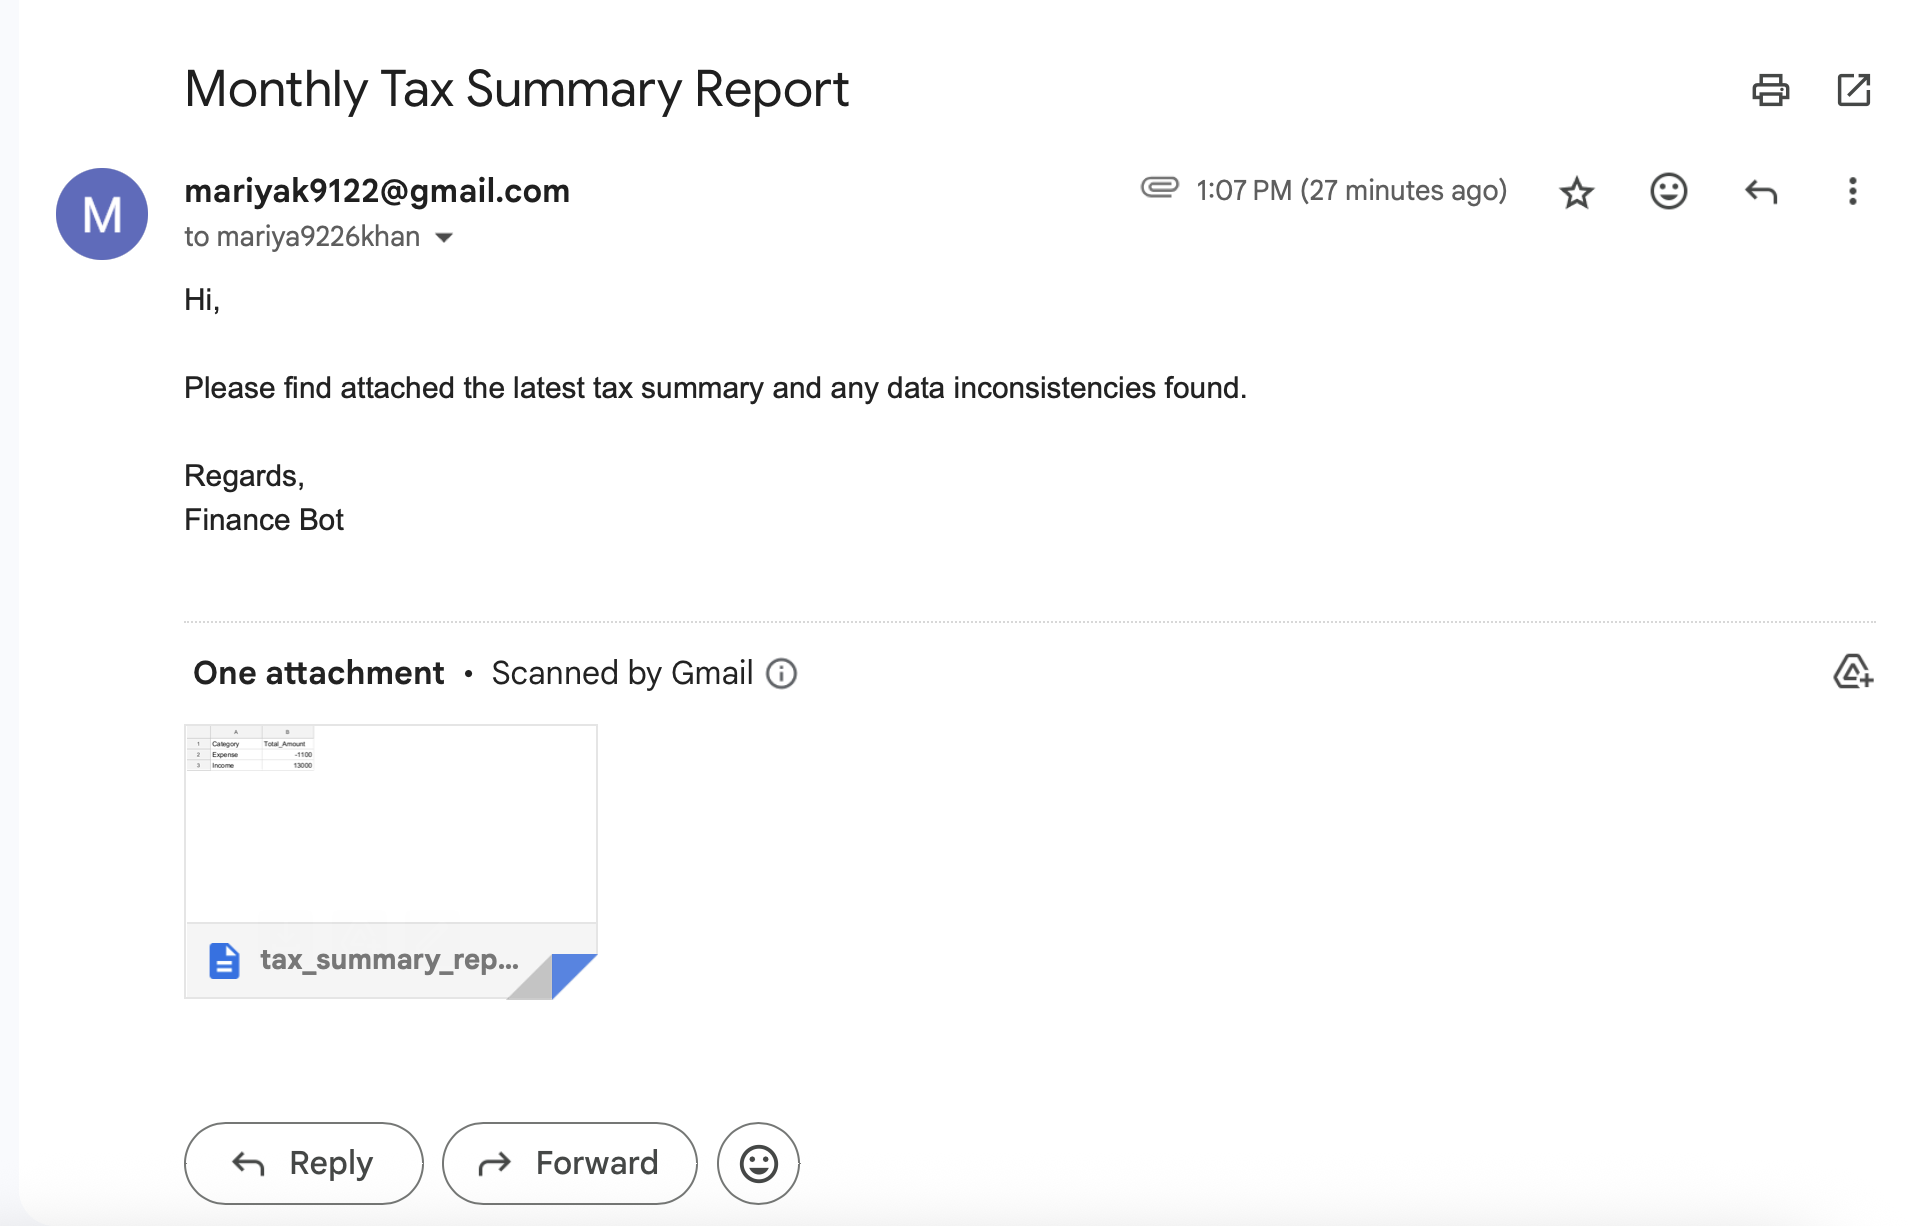 Monthly Tax Summary Report
mariyak9122@gmail.com
1:07 PM (27 minutes ago)
to mariya9226khan
Hi,
Please find attached the latest tax summary and any data inconsistencies found.
Regards,
Finance Bot
One attachment • Scanned by Gmail
A B
1 Category Total_Amount
2 Expense -1100
3 Income 13000
tax_summary_rep...
Reply
Forward
M